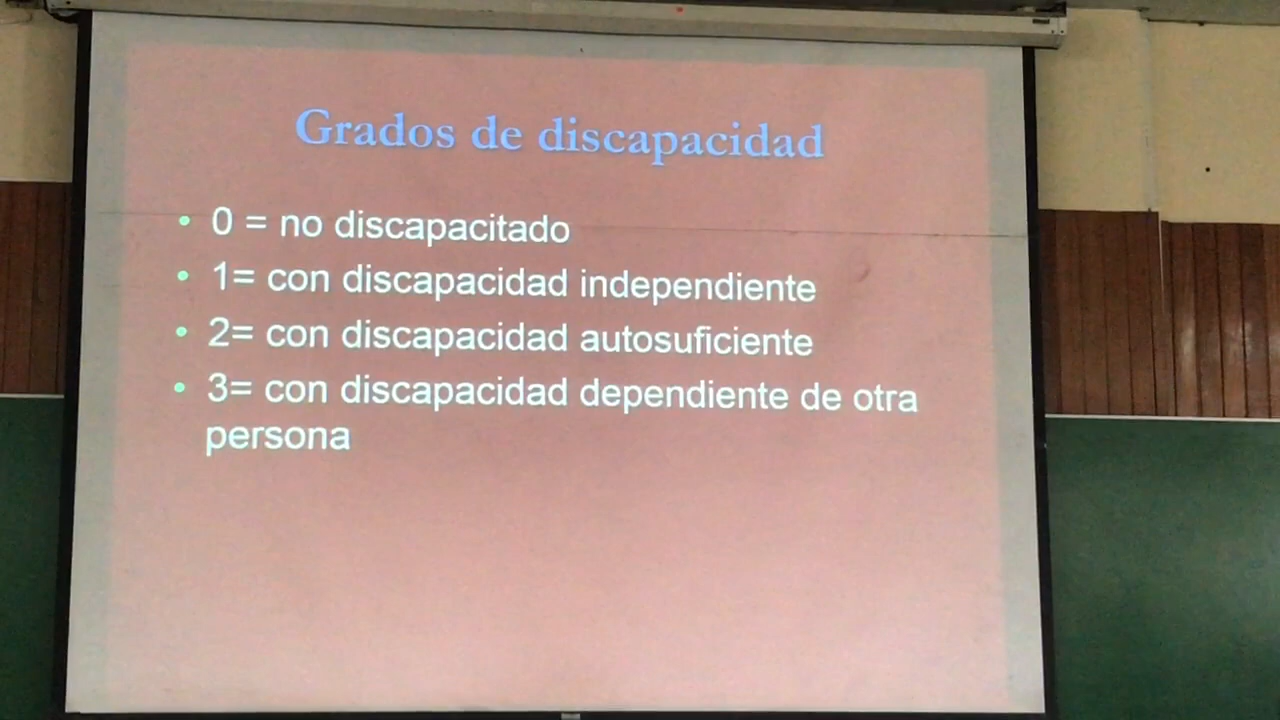 Grados de discapacidad
• 0 = no discapacitado
• 1= con discapacidad independiente
• 2= con discapacidad autosuficiente
• 3= con discapacidad dependiente de otra
persona